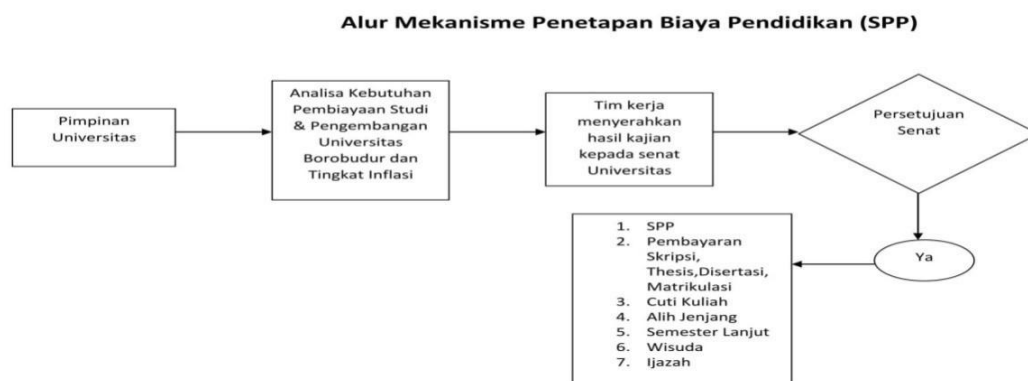 Alur Mekanisme Penetapan Biaya Pendidikan (SPP)
Pimpinan
Universitas
Analisa Kebutuhan
Pembiayaan Studi
& Pengembangan
Universitas
Borobudur dan
Tingkat Inflasi
Tim kerja
menyerahkan
hasil kajian
kepada senat
Universitas
Persetujuan
Senat
Ya
1. SPP
2. Pembayaran
Skripsi,
Thesis,Disertasi,
Matrikulasi
3. Cuti Kuliah
4. Alih Jenjang
5. Semester Lanjut
6. Wisuda
7. Ijazah